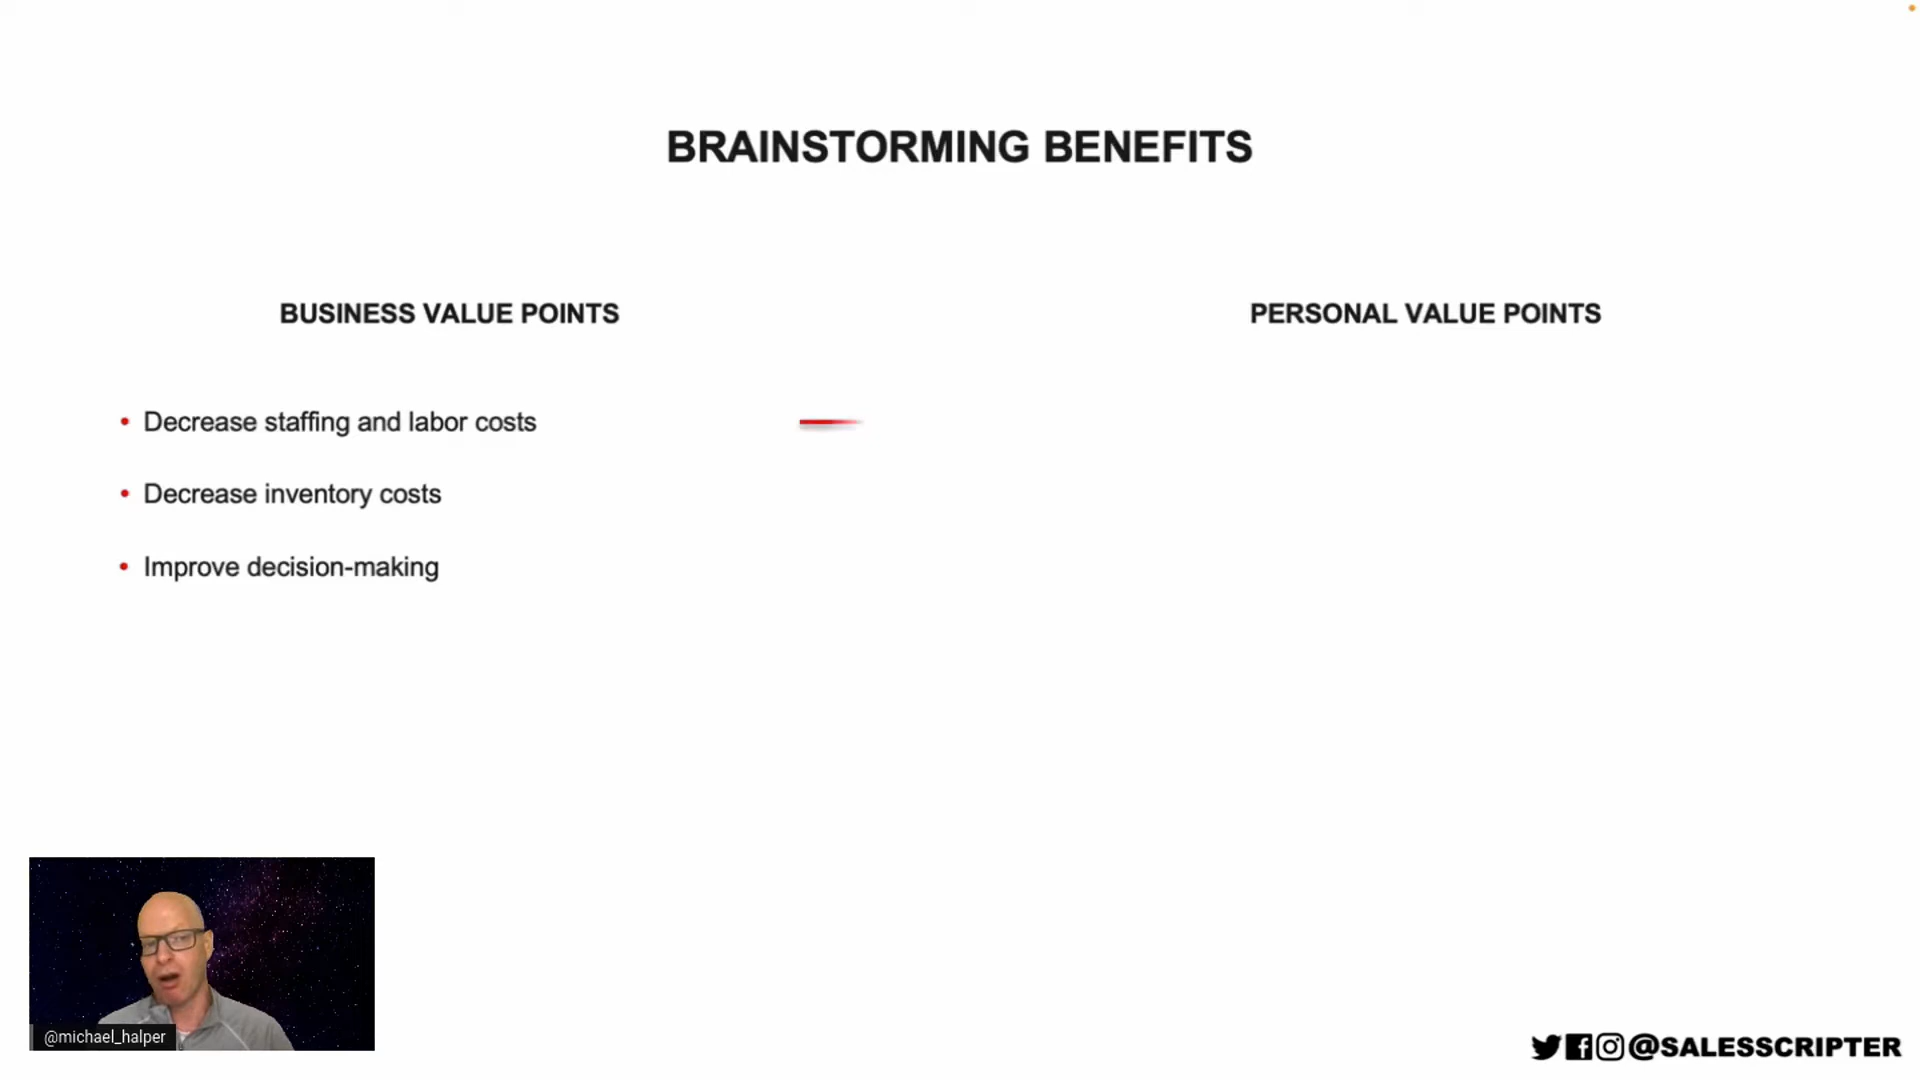 BRAINSTORMING BENEFITS
BUSINESS VALUE POINTS
PERSONAL VALUE POINTS
• Decrease staffing and labor costs
• Decrease inventory costs
• Improve decision-making
@michael_halper
@SALESSCRIPTER